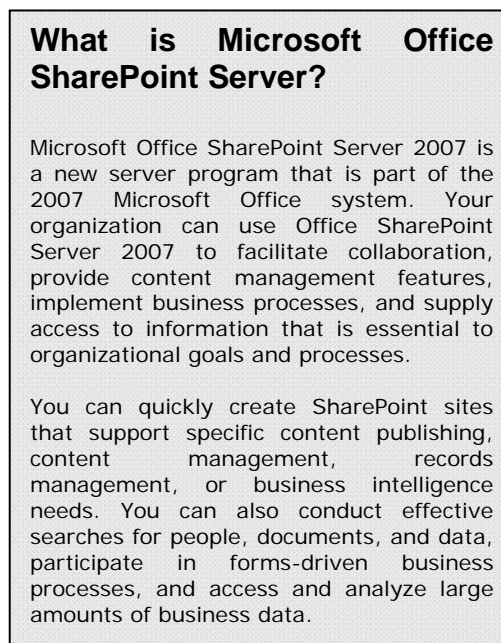 What is Microsoft Office
SharePoint Server?
Microsoft Office SharePoint Server 2007 is
a new server program that is part of the
2007 Microsoft Office system. Your
organization can use Office SharePoint
Server 2007 to facilitate collaboration,
provide content management features,
implement business processes, and supply
access to information that is essential to
organizational goals and processes.
You can quickly create SharePoint sites
that support specific content publishing,
content management, records
management, or business intelligence
needs. You can also conduct effective
searches for people, documents, and data,
participate in forms-driven business
processes, and access and analyze large
amounts of business data.